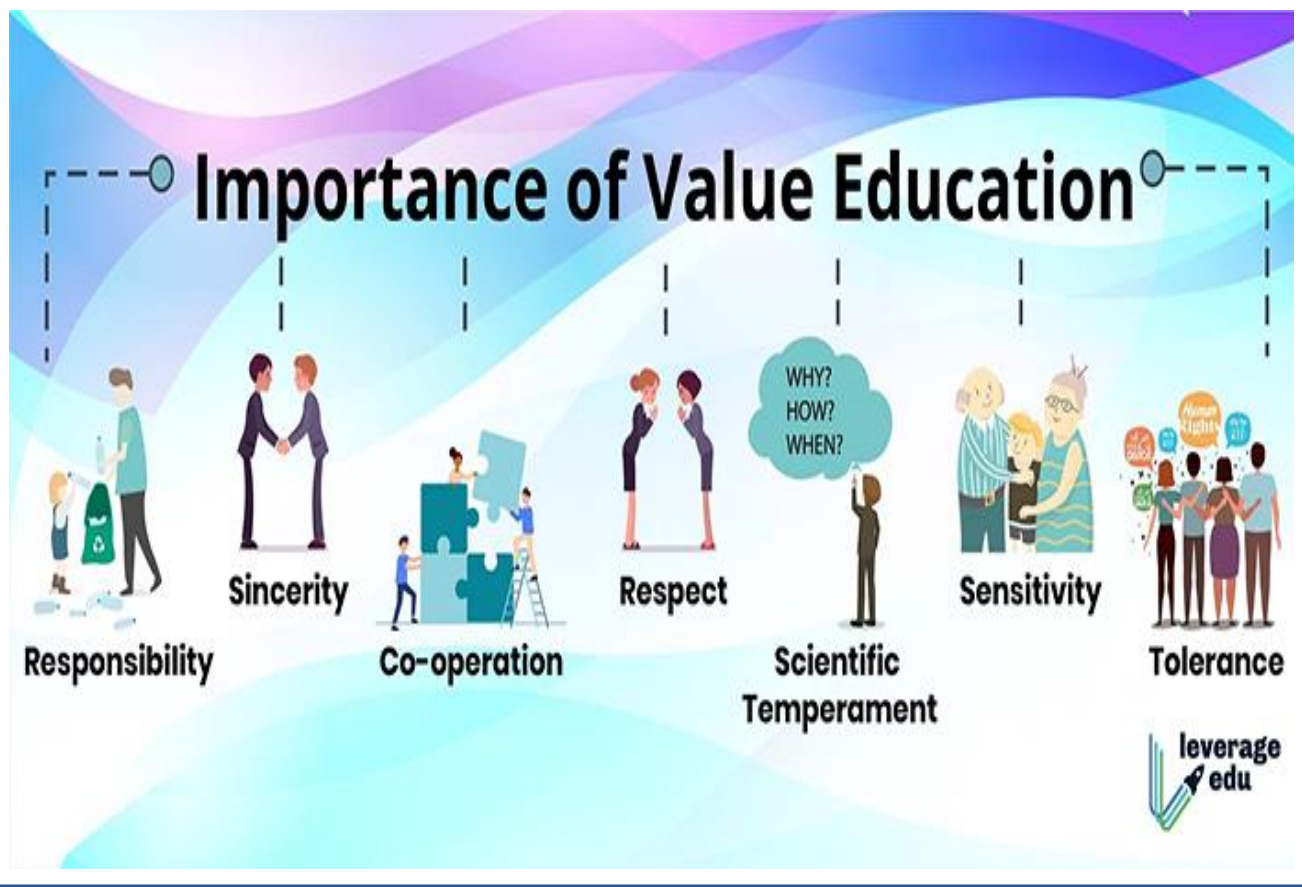 Importance of Value Education
WHY?
HOW?
WHEN?
Human
Rights
Sincerity
Respect
Sensitivity
Responsibility
Co-operation
Scientific
Temperament
Tolerance
leverage
edu